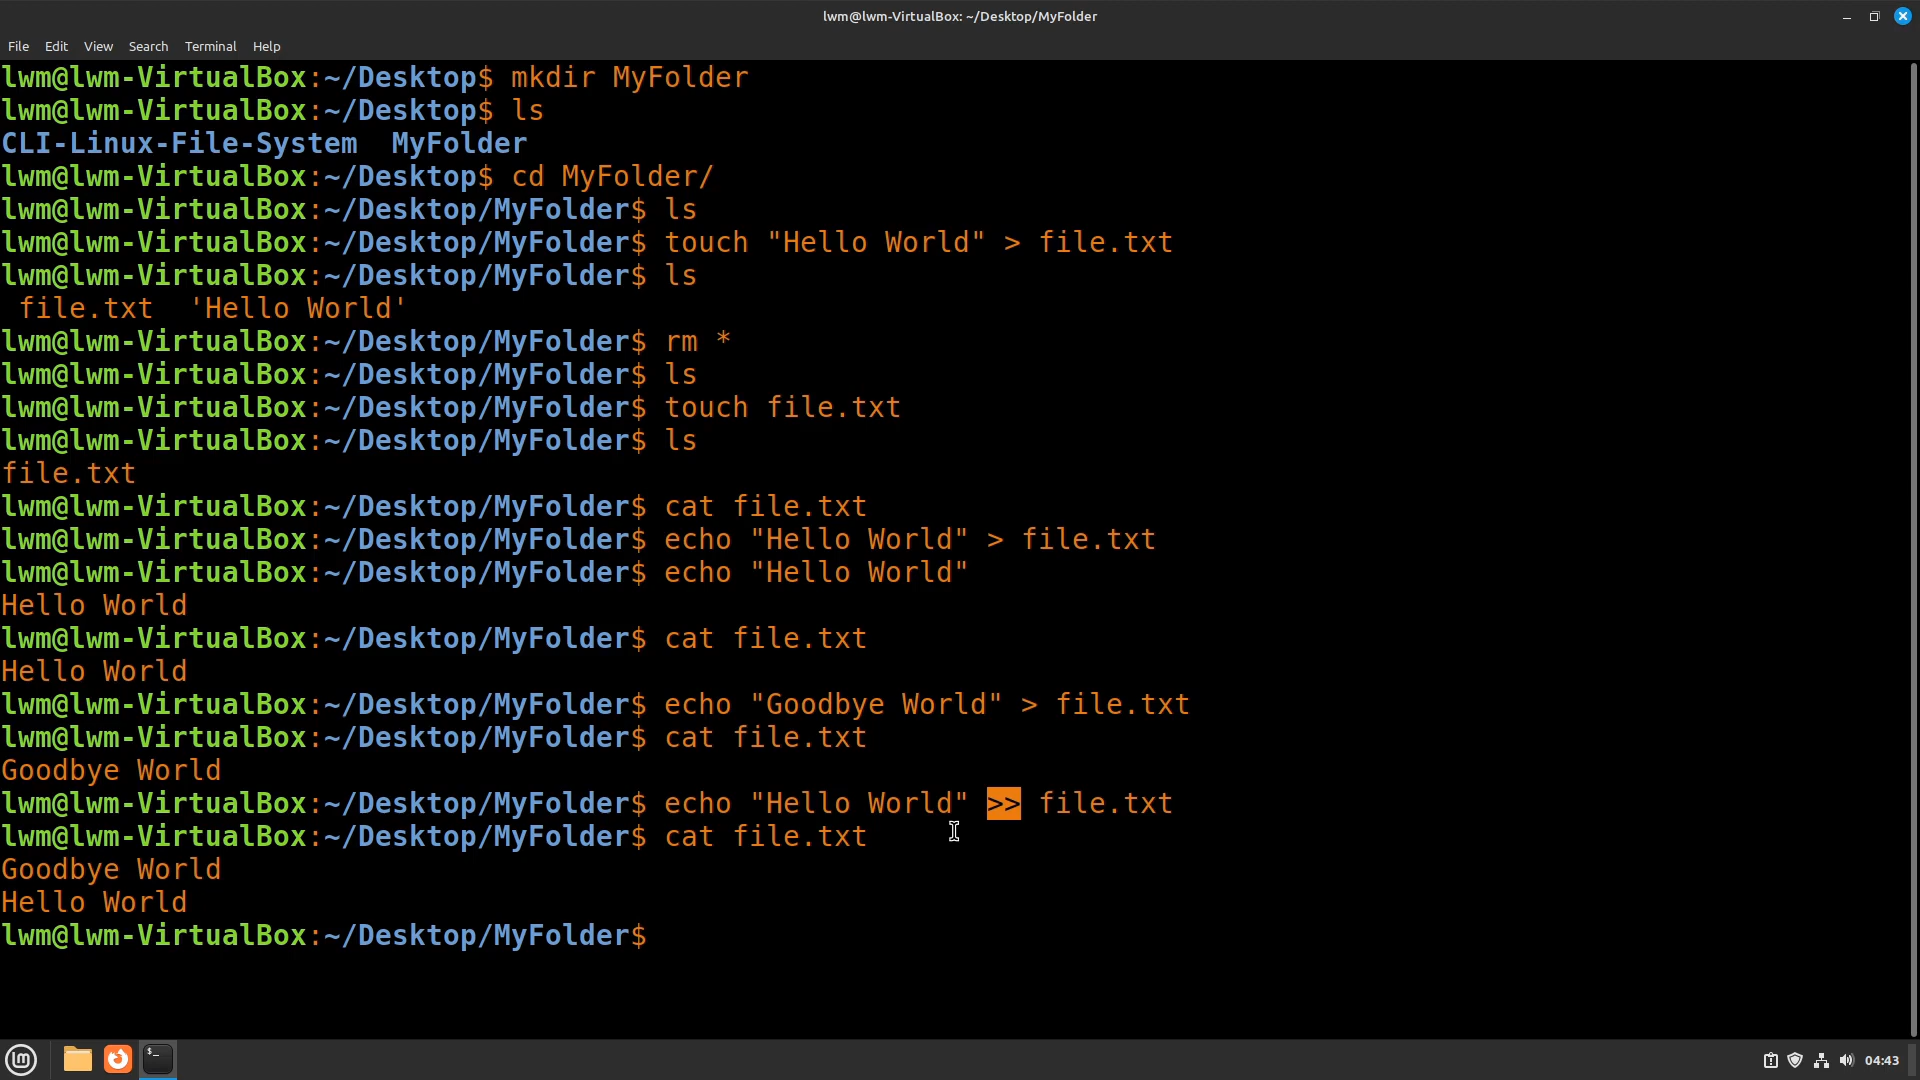 lwm@lwm-VirtualBox: ~/Desktop/MyFolder
File Edit View Search Terminal Help
lwm@lwm-VirtualBox:~/Desktop$ mkdir MyFolder
lwm@lwm-VirtualBox:~/Desktop$ ls
CLI-Linux-File-System  MyFolder
lwm@lwm-VirtualBox:~/Desktop$ cd MyFolder/
lwm@lwm-VirtualBox:~/Desktop/MyFolder$ ls
lwm@lwm-VirtualBox:~/Desktop/MyFolder$ touch "Hello World" > file.txt
lwm@lwm-VirtualBox:~/Desktop/MyFolder$ ls
 file.txt  'Hello World'
lwm@lwm-VirtualBox:~/Desktop/MyFolder$ rm *
lwm@lwm-VirtualBox:~/Desktop/MyFolder$ ls
lwm@lwm-VirtualBox:~/Desktop/MyFolder$ touch file.txt
lwm@lwm-VirtualBox:~/Desktop/MyFolder$ ls
file.txt
lwm@lwm-VirtualBox:~/Desktop/MyFolder$ cat file.txt
lwm@lwm-VirtualBox:~/Desktop/MyFolder$ echo "Hello World" > file.txt
lwm@lwm-VirtualBox:~/Desktop/MyFolder$ echo "Hello World"
Hello World
lwm@lwm-VirtualBox:~/Desktop/MyFolder$ cat file.txt
Hello World
lwm@lwm-VirtualBox:~/Desktop/MyFolder$ echo "Goodbye World" > file.txt
lwm@lwm-VirtualBox:~/Desktop/MyFolder$ cat file.txt
Goodbye World
lwm@lwm-VirtualBox:~/Desktop/MyFolder$ echo "Hello World" >> file.txt
lwm@lwm-VirtualBox:~/Desktop/MyFolder$ cat file.txt
Goodbye World
Hello World
lwm@lwm-VirtualBox:~/Desktop/MyFolder$
04:43